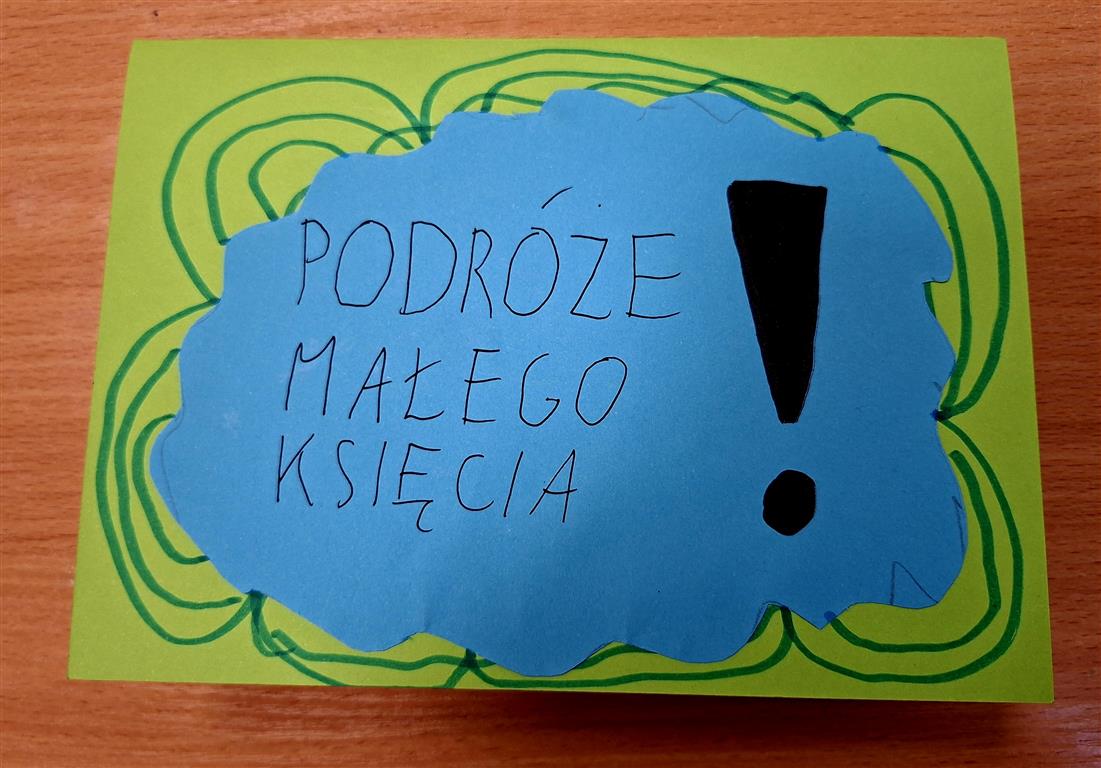 PODRÓŻE
MAŁEGO
KSIĘCIA
!